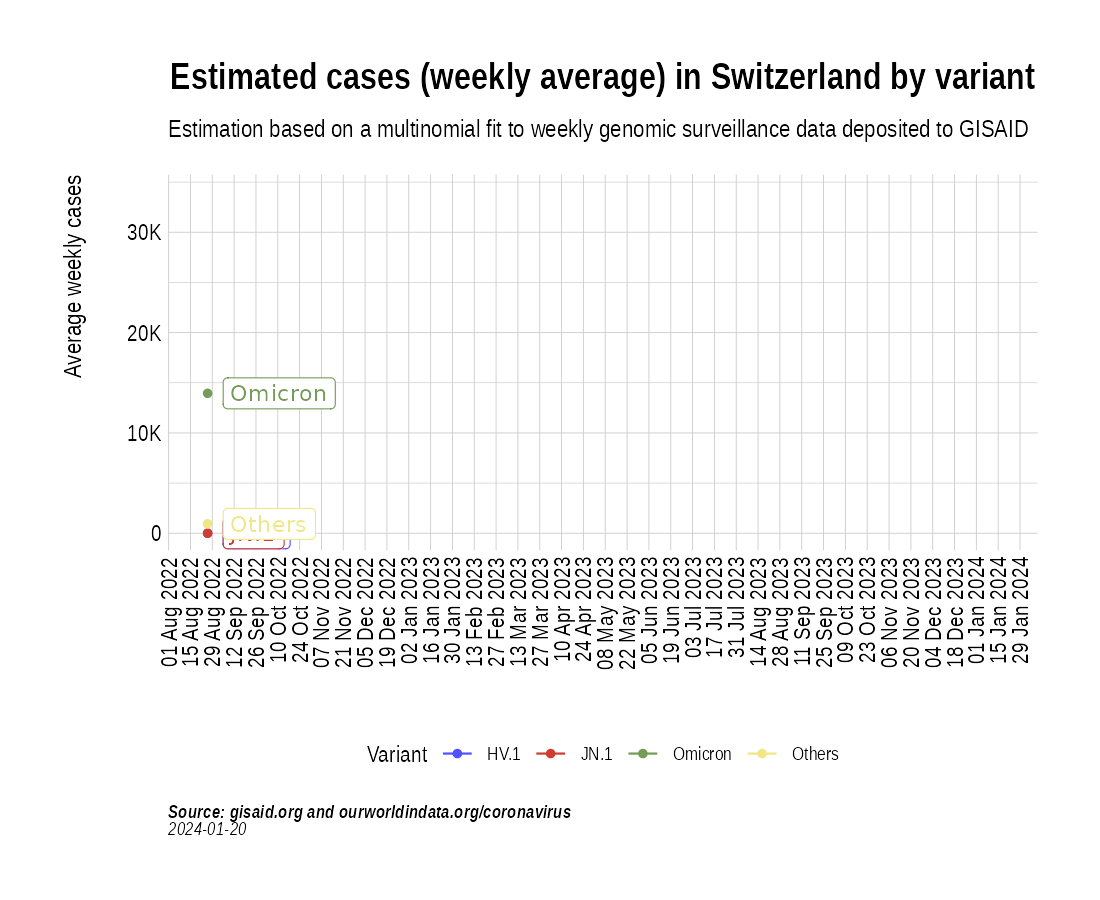 Estimated cases (weekly average) in Switzerland by variant
Estimation based on a multinomial fit to weekly genomic surveillance data deposited to GISAID
Average weekly cases
30K
20K
10K
0
Omicron
Others
01 Aug 2022
15 Aug 2022
29 Aug 2022
12 Sep 2022
26 Sep 2022
10 Oct 2022
24 Oct 2022
07 Nov 2022
21 Nov 2022
05 Dec 2022
19 Dec 2022
02 Jan 2023
16 Jan 2023
30 Jan 2023
13 Feb 2023
27 Feb 2023
13 Mar 2023
27 Mar 2023
10 Apr 2023
24 Apr 2023
08 May 2023
22 May 2023
05 Jun 2023
19 Jun 2023
03 Jul 2023
17 Jul 2023
31 Jul 2023
14 Aug 2023
28 Aug 2023
11 Sep 2023
25 Sep 2023
09 Oct 2023
23 Oct 2023
06 Nov 2023
20 Nov 2023
04 Dec 2023
18 Dec 2023
01 Jan 2024
15 Jan 2024
29 Jan 2024
Variant HV.1 JN.1 Omicron Others
Source: gisaid.org and ourworldindata.org/coronavirus
2024-01-20